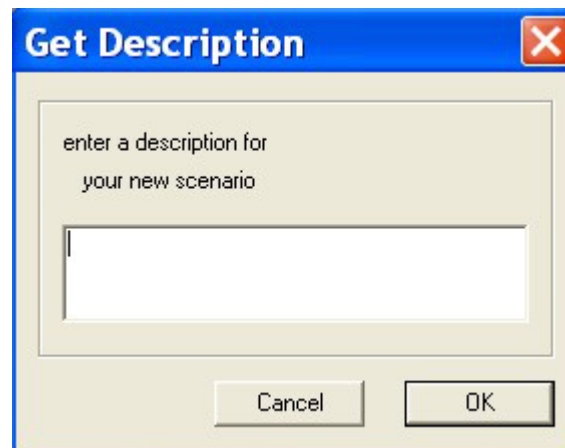 Get Description
enter a description for
your new scenario
Cancel
OK